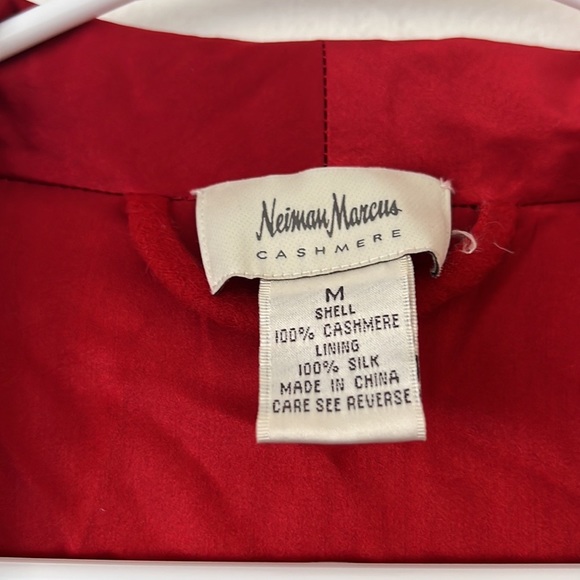 Neiman Marcus
CASHMERE
M
SHELL
100% CASHMERE
LINING
100% SILK
MADE IN CHINA
CARE SEE REVERSE